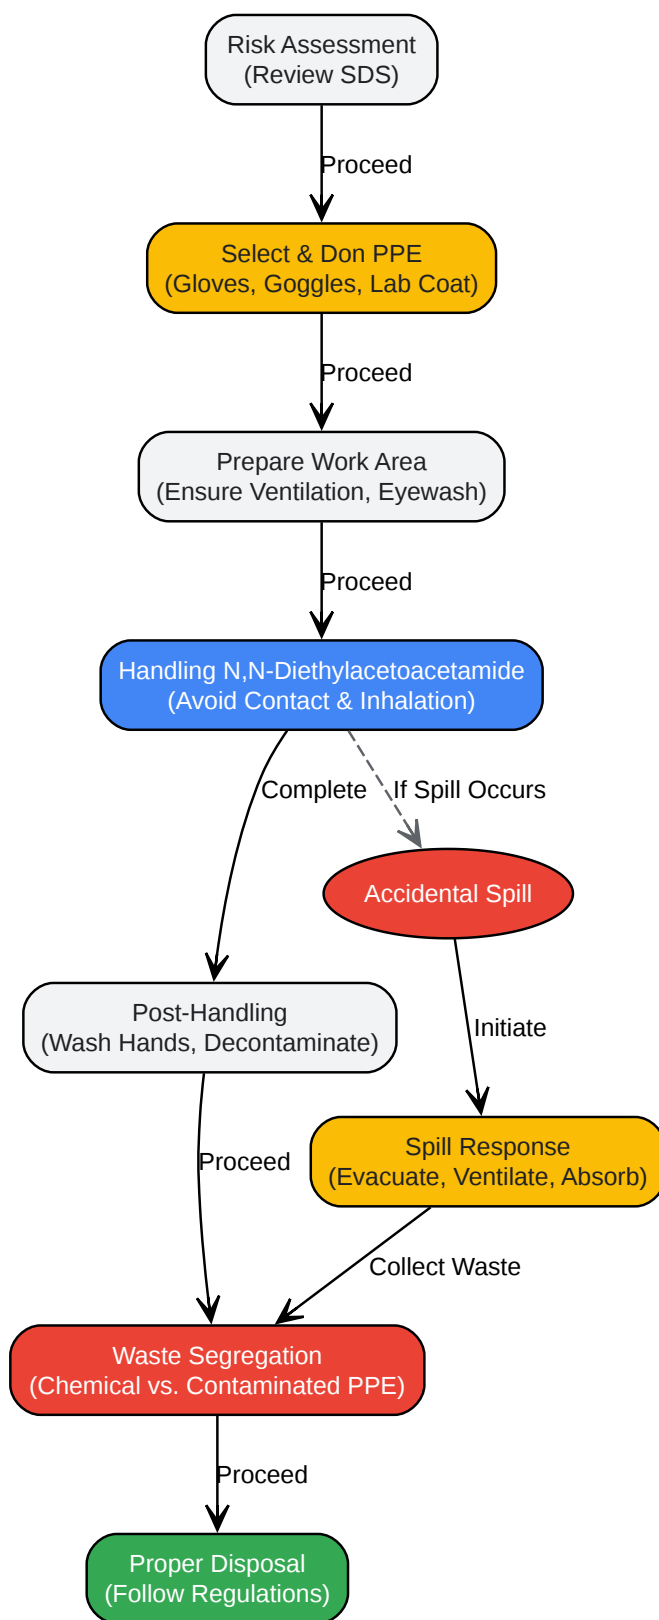 Risk Assessment
(Review SDS)
Proceed
Select & Don PPE
(Gloves, Goggles, Lab Coat)
Proceed
Prepare Work Area
(Ensure Ventilation, Eyewash)
Proceed
Handling N,N-Diethylacetoacetamide
(Avoid Contact & Inhalation)
Complete
If Spill Occurs
Accidental Spill
Post-Handling
(Wash Hands, Decontaminate)
Initiate
Spill Response
(Evacuate, Ventilate, Absorb)
Proceed
Collect Waste
Waste Segregation
(Chemical vs. Contaminated PPE)
Proceed
Proper Disposal
(Follow Regulations)